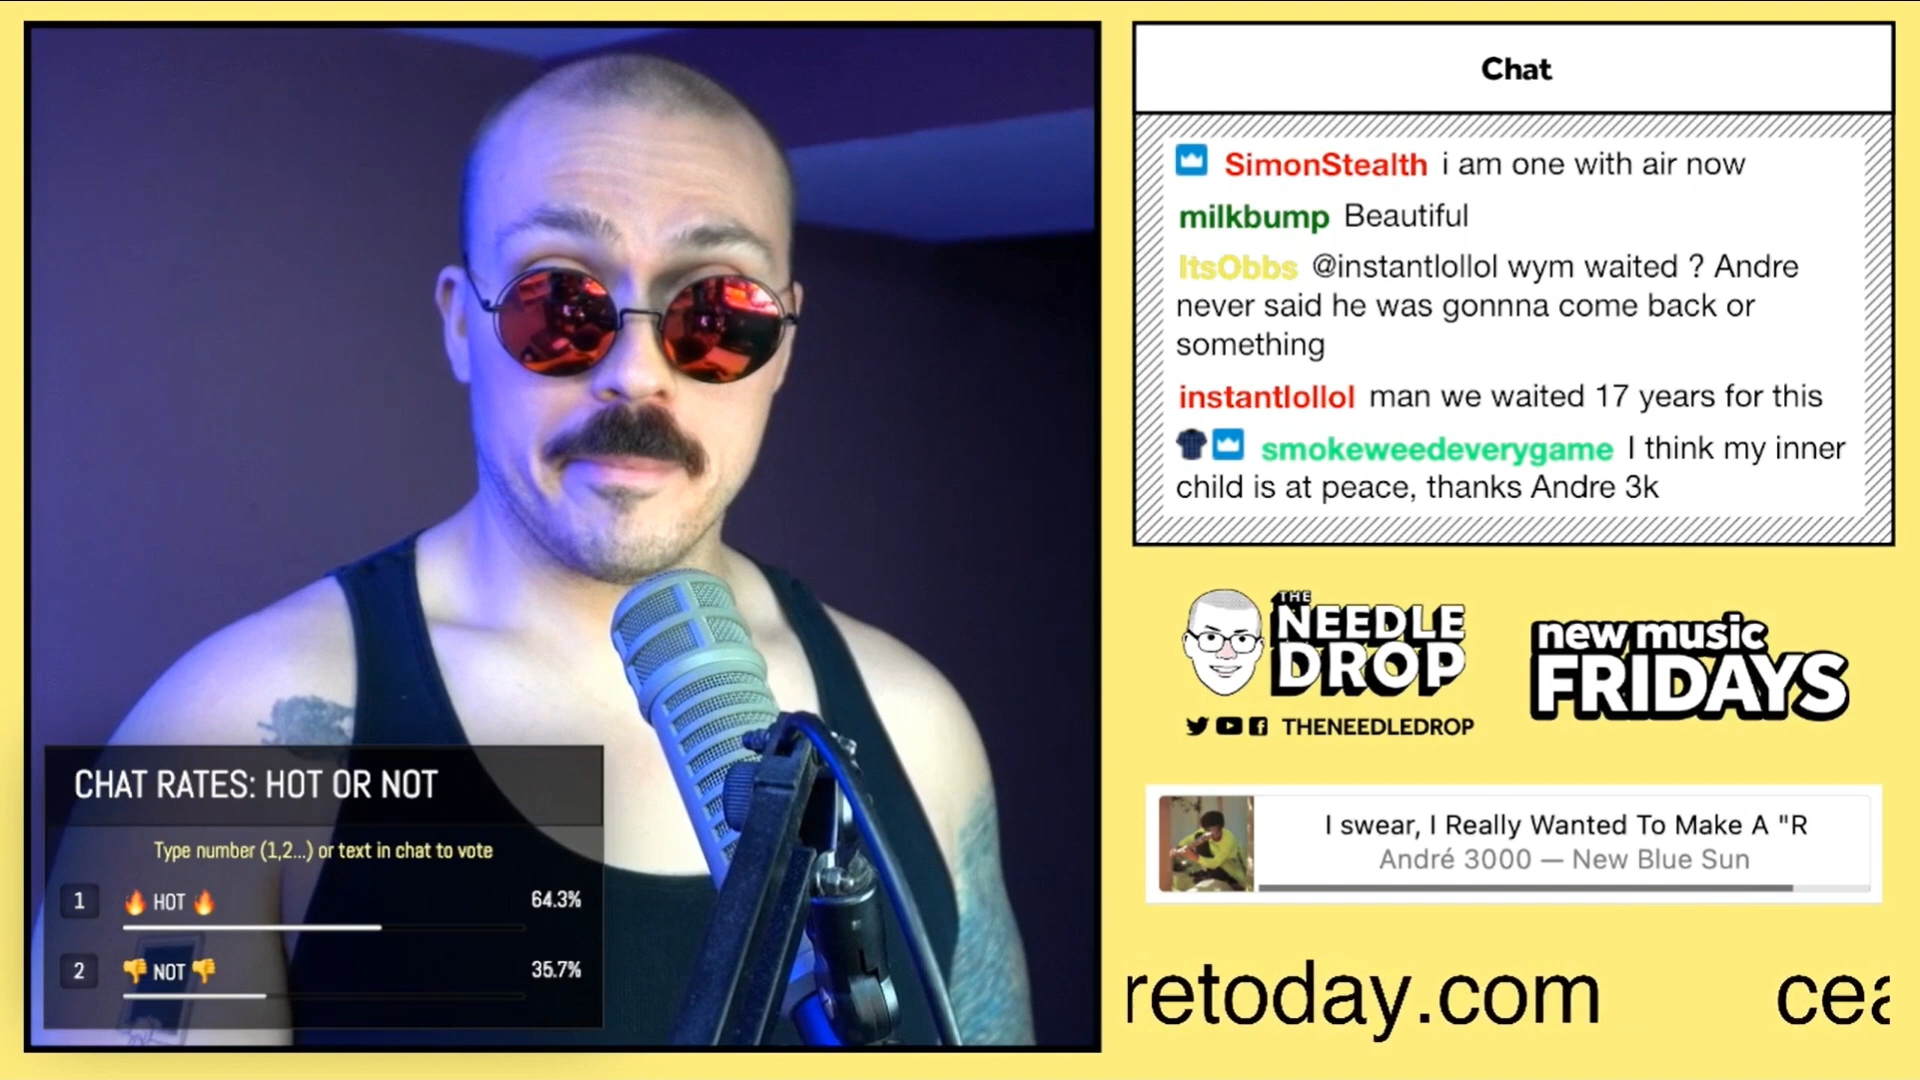 Chat
SimonStealth i am one with air now
milkbump Beautiful
ItsObbs @instantlollol wym waited ? Andre
never said he was gonnna come back or
something
instantlollol man we waited 17 years for this
smokeweedeverygame I think my inner
child is at peace, thanks Andre 3k
THE
NEEDLE
DROP
THENEEDLEDROP
new music
FRIDAYS
I swear, I Really Wanted To Make A "R
André 3000 — New Blue Sun
retoday.com cea
CHAT RATES: HOT OR NOT
Type number (1,2...) or text in chat to vote
1 🔥 HOT 🔥 64.3%
2 👎 NOT 👎 35.7%